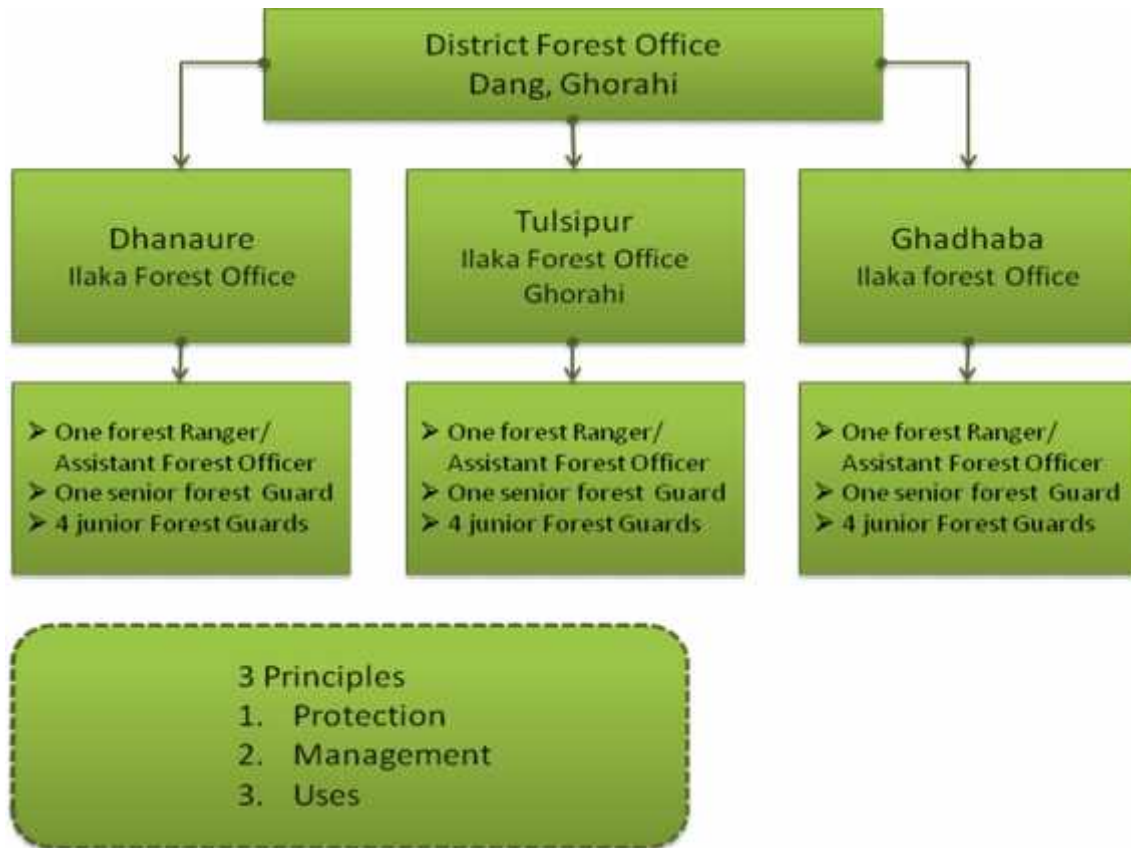 District Forest Office
Dang, Ghorahi
Dhanaure
Ilaka Forest Office
Tulsipur
Ilaka Forest Office
Ghorahi
Ghadhaba
Ilaka forest Office
➢ One forest Ranger/
Assistant Forest Officer
➢ One senior forest Guard
➢ 4 junior Forest Guards
➢ One forest Ranger/
Assistant Forest Officer
➢ One senior forest Guard
➢ 4 junior Forest Guards
➢ One forest Ranger/
Assistant Forest Officer
➢ One senior forest Guard
➢ 4 junior Forest Guards
3 Principles
1. Protection
2. Management
3. Uses